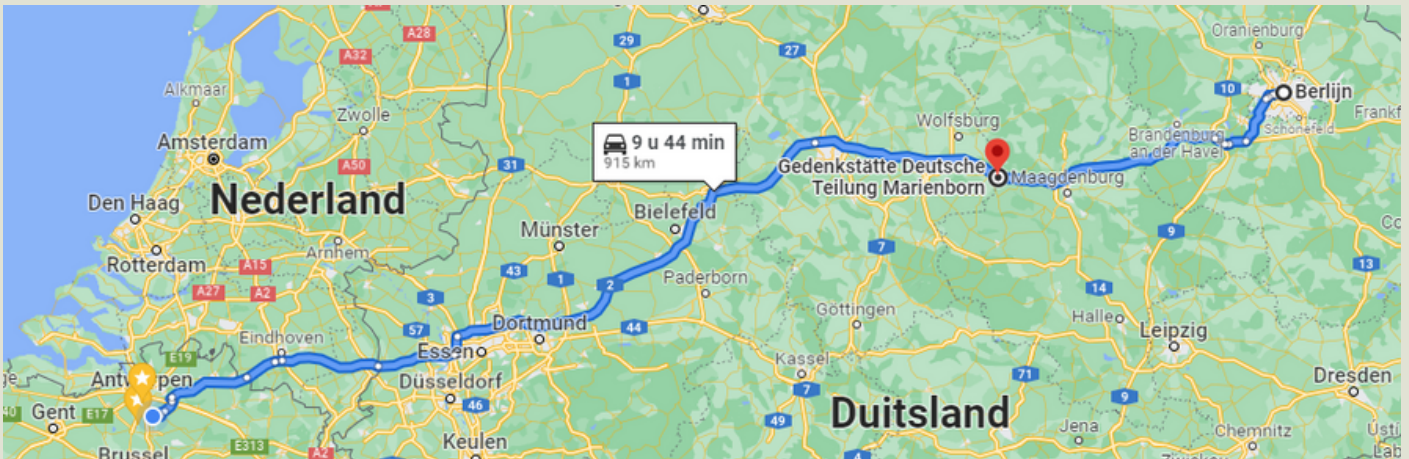 Oranienburg
A28
29
27
A32
1
10
Berlijn
Alkmaar
Zwolle
Wolfsburg
Frankf
Schönefeld
Brandenburg
an der Havel
Amsterdam
9 u 44 min
915 km
A50
31
Gedenkstätte Deutsche
Teilung Marienborn
Maagdenburg
Nederland
Den Haag
Bielefeld
Münster
9
7
Rotterdam
Arnhem
A15
13
43
1
2
Paderborn
14
A27
A2
3
Göttingen
Halle
Leipzig
57
Dortmund
44
Eindhoven
Essen
E19
Kassel
71
Antwerpen
Düsseldorf
Dresden
7
9
40
Gent
E17
46
49
Duitsland
Jena
Chemnitz
E313
A2
Keulen
Brussel
4